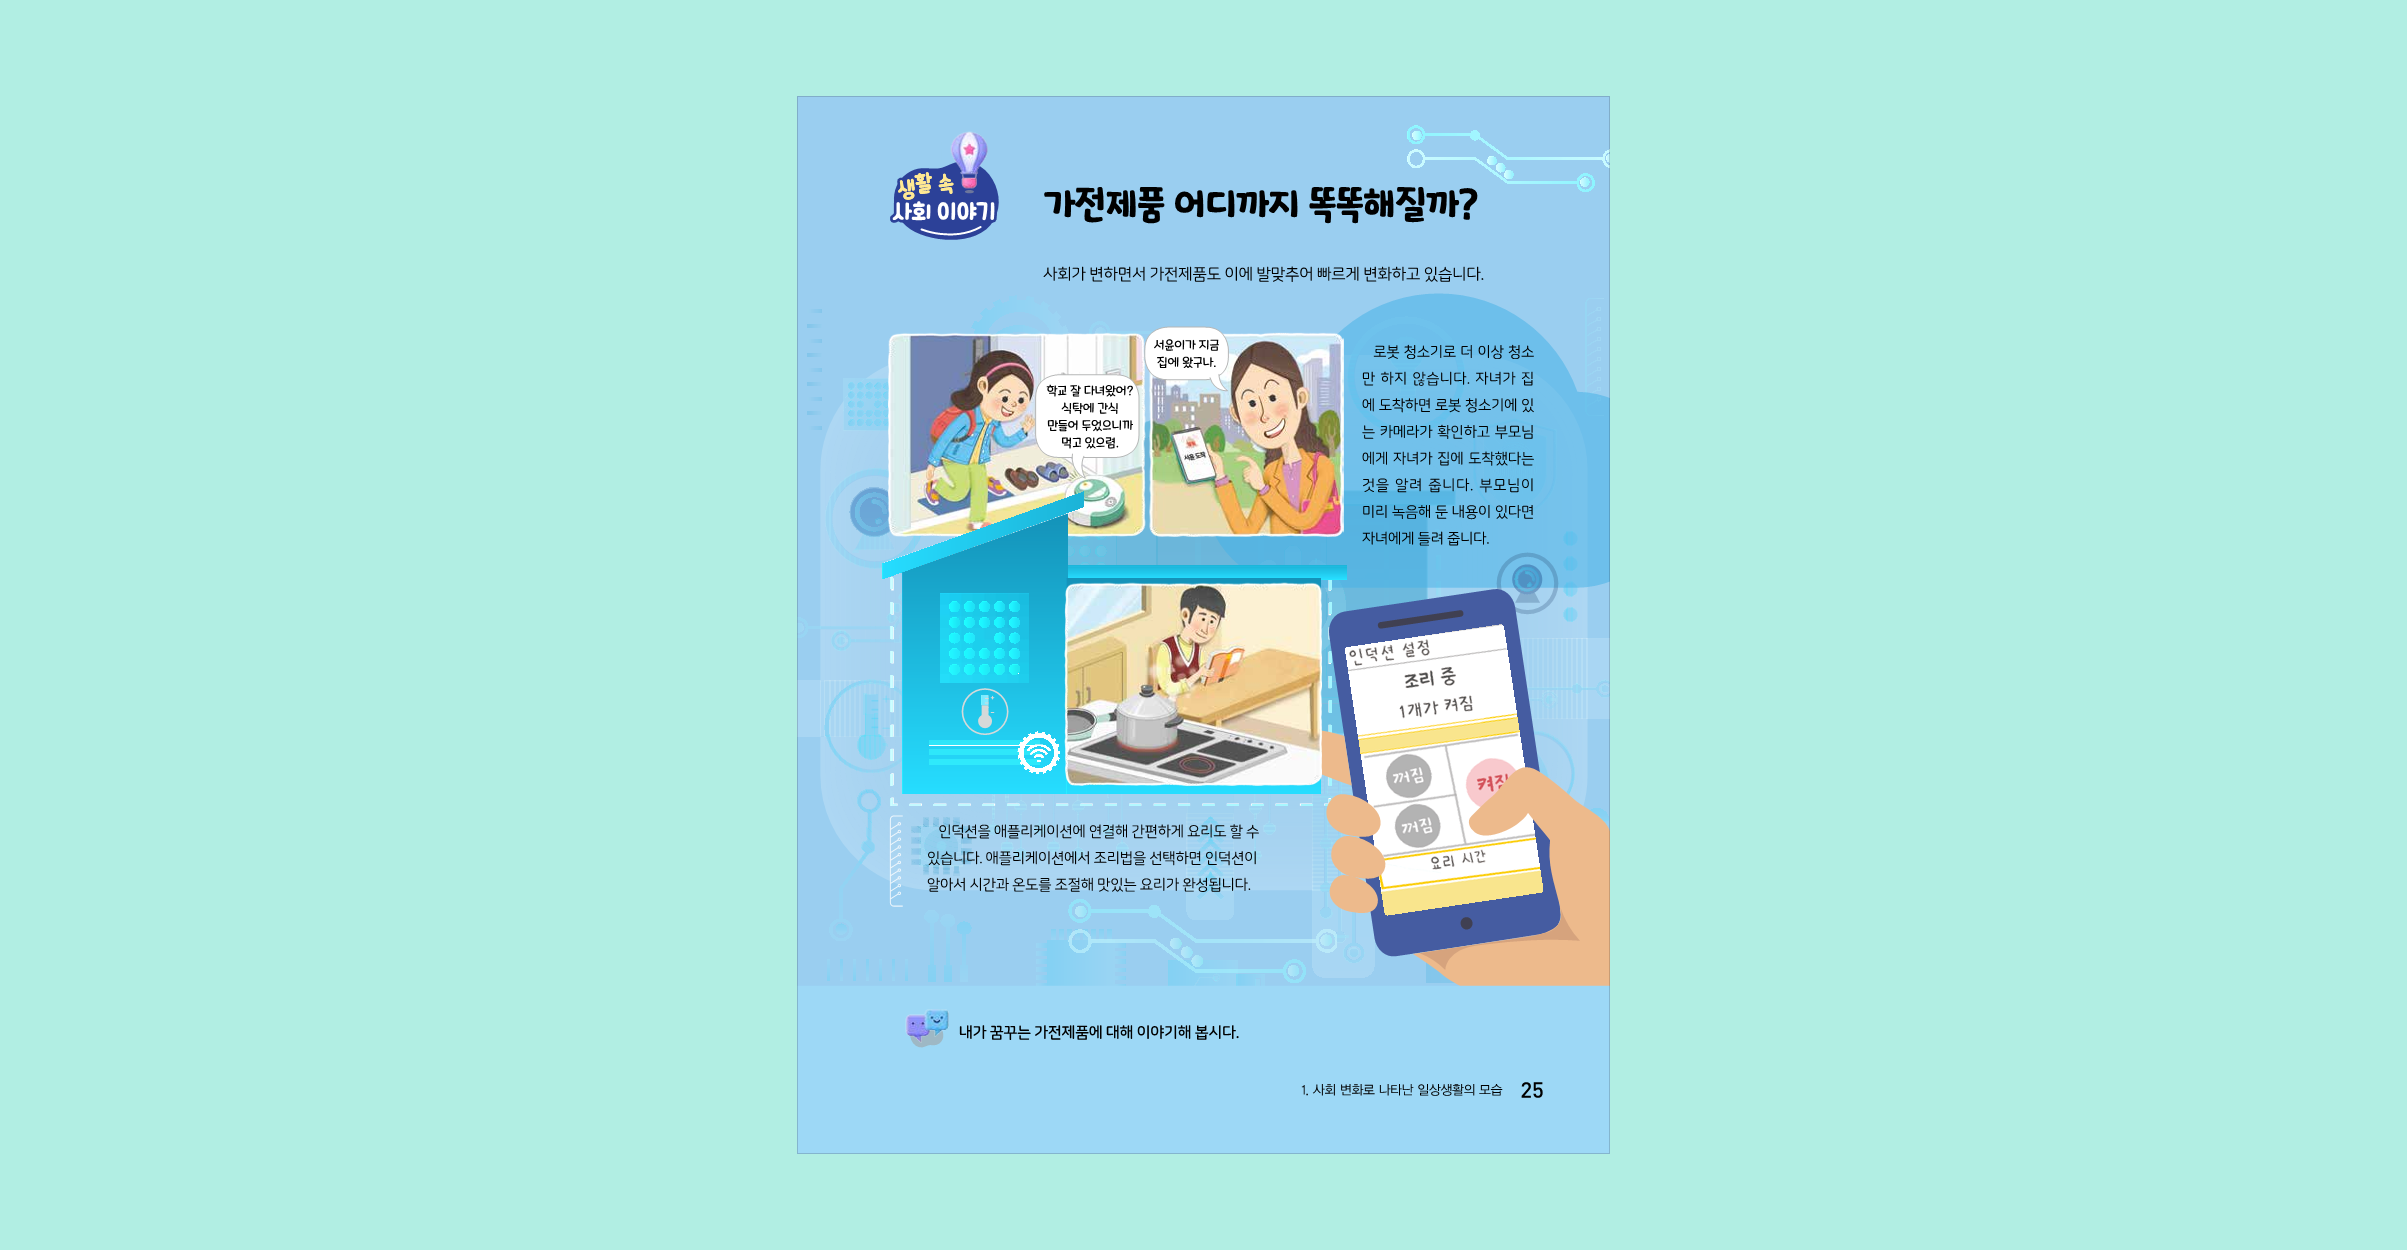 생활 속
사회 이야기
가전제품 어디까지 똑똑해질까?
사회가 변하면서 가전제품도 이에 발맞추어 빠르게 변화하고 있습니다.
학교 잘 다녀왔어?
식탁에 간식
만들어 두었으니까
먹고 있으렴.
서윤이가 지금
집에 왔구나.
서윤 도착
로봇 청소기로 더 이상 청소
만 하지 않습니다. 자녀가 집
에 도착하면 로봇 청소기에 있
는 카메라가 확인하고 부모님
에게 자녀가 집에 도착했다는
것을 알려 줍니다. 부모님이
미리 녹음해 둔 내용이 있다면
자녀에게 들려 줍니다.
인덕션 설정
조리 중
1개가 켜짐
꺼짐
켜짐
꺼짐
요리 시간
인덕션을 애플리케이션에 연결해 간편하게 요리도 할 수
있습니다. 애플리케이션에서 조리법을 선택하면 인덕션이
알아서 시간과 온도를 조절해 맛있는 요리가 완성됩니다.
내가 꿈꾸는 가전제품에 대해 이야기해 봅시다.
1. 사회 변화로 나타난 일상생활의 모습 25